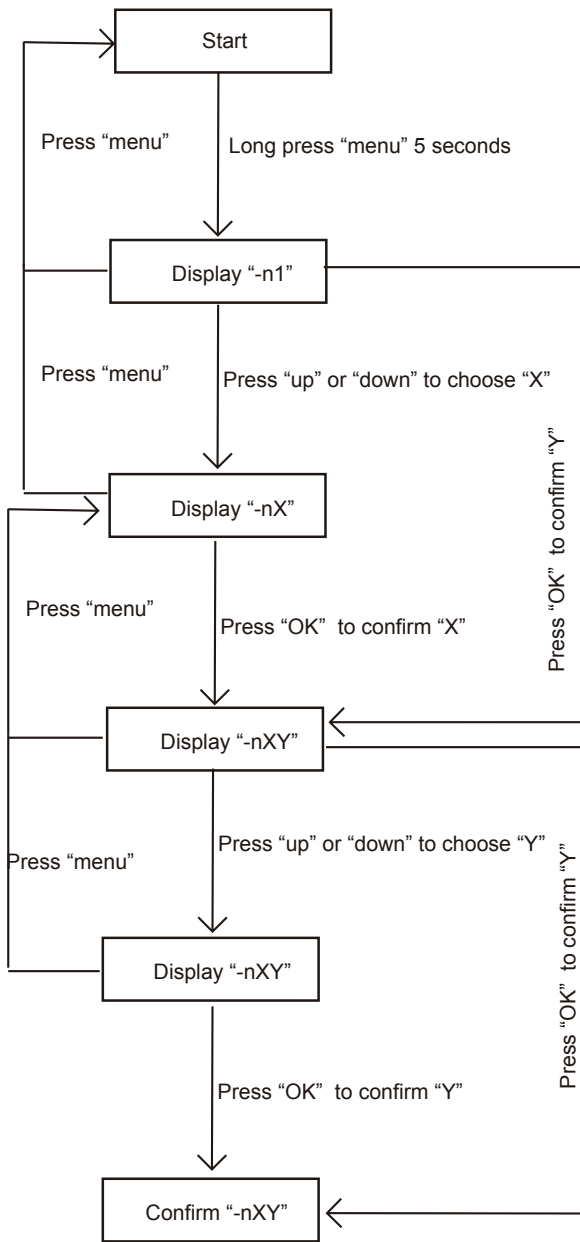 Start
Press “menu”
Long press “menu” 5 seconds
Display “-n1”
Press “menu”
Press “up” or “down” to choose “X”
Press “OK”  to confirm “Y”
Display “-nX”
Press “menu”
Press “OK”  to confirm “X”
Display “-nXY”
Press “up” or “down” to choose “Y”
Press “menu”
Press “OK”  to confirm “Y”
Display “-nXY”
Press “OK”  to confirm “Y”
Confirm “-nXY”